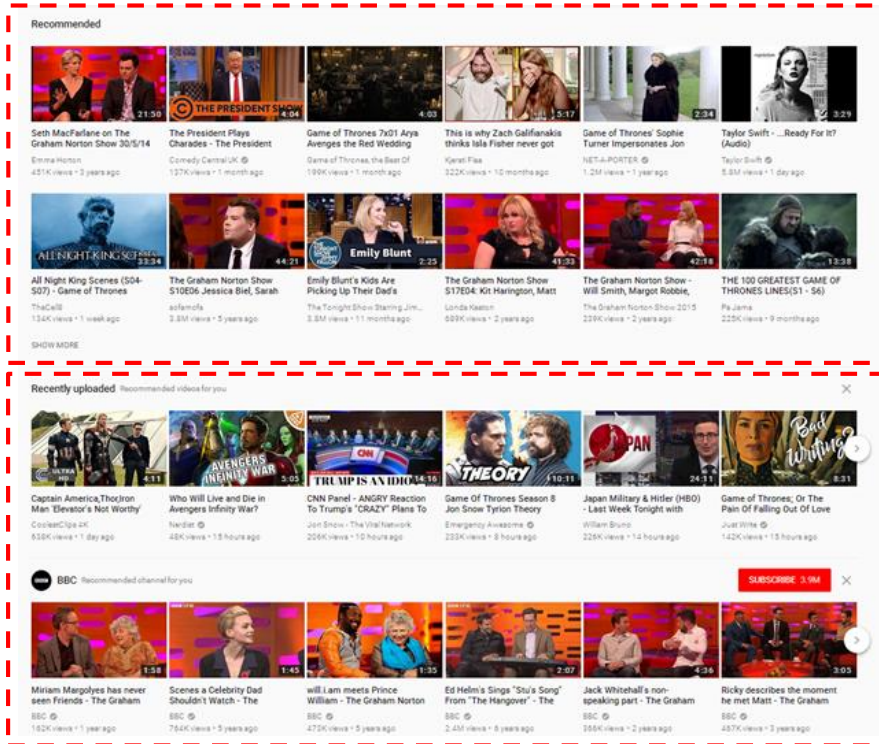 Recommended
21:50
THE PRESIDENT SHOW
4:04
4:03
5:17
2:34
3:29
Seth MacFarlane on The
Graham Norton Show 30/5/14
Emma Horton
451K views • 3 years ago
The President Plays
Charades - The President
Comedy Central UK
137K views • 1 month ago
Game of Thrones 7x01 Arya
Avenges the Red Wedding
Game of Thrones, the Best Of
199K views • 1 month ago
This is why Zach Galifianakis
thinks Isla Fisher never got
322K views • 10 months ago
Game of Thrones' Sophie
Turner Impersonates Jon
NET-A-PORTER
1.2M views • 1 year ago
Taylor Swift - ...Ready For It?
(Audio)
Taylor Swift
5.8M views • 1 day ago
ALL NIGHT KING SCENES
33:34
44:21
THE TONIGHT SHOW
Emily Blunt
2:25
41:33
42:18
13:38
All Night King Scenes (S04-
S07) - Game of Thrones
134K views • 1 week ago
The Graham Norton Show
S10E06 Jessica Biel, Sarah
sofamofs
3.8M views • 5 years ago
Emily Blunt's Kids Are
Picking Up Their Dad's
The Tonight Show Starring Jim...
3.8M views • 11 months ago
The Graham Norton Show
S17E04: Kit Harington, Matt
Londa Keaton
689K views • 2 years ago
The Graham Norton Show -
Will Smith, Margot Robbie,
The Graham Norton Show 2015
239K views • 2 years ago
THE 100 GREATEST GAME OF
THRONES LINES(S1 - S6)
Pa Jama
225K views • 9 months ago
SHOW MORE
Recently uploaded Recommended videos for you
ULTRA
HD
4:11
AVENGERS
INFINITY WAR
5:05
CNN
TRUMP IS AN IDIO
14:16
THEORY
10:11
JAPAN
24:11
Bad
Writing?
8:31
Captain America,Thor,Iron
Man 'Elevator's Not Worthy'
CoolestClips 4K
638K views • 1 day ago
Who Will Live and Die in
Avengers Infinity War?
Nerdist
48K views • 15 hours ago
CNN Panel - ANGRY Reaction
To Trump's "CRAZY" Plans To
Jon Snow - The Viral Network
206K views • 10 hours ago
Game Of Thrones Season 8
Jon Snow Tyrion Theory
Emergency Awesome
233K views • 8 hours ago
Japan Military & Hitler (HBO)
- Last Week Tonight with
William Bruno
226K views • 14 hours ago
Game of Thrones; Or The
Pain Of Falling Out Of Love
Just Write
142K views • 15 hours ago
BBC Recommended channel for you
SUBSCRIBE 3.9M
1:58
1:45
1:35
2:07
4:36
3:05
Miriam Margolyes has never
seen Friends - The Graham
BBC
162K views • 1 year ago
Scenes a Celebrity Dad
Shouldn't Watch - The
BBC
764K views • 5 years ago
will.i.am meets Prince
William - The Graham Norton
BBC
473K views • 5 years ago
Ed Helm's Sings "Stu's Song"
From "The Hangover" - The
BBC
2.4M views • 6 years ago
Jack Whitehall's non-
speaking part - The Graham
BBC
366K views • 2 years ago
Ricky describes the moment
he met Matt - The Graham
BBC
467K views • 3 years ago